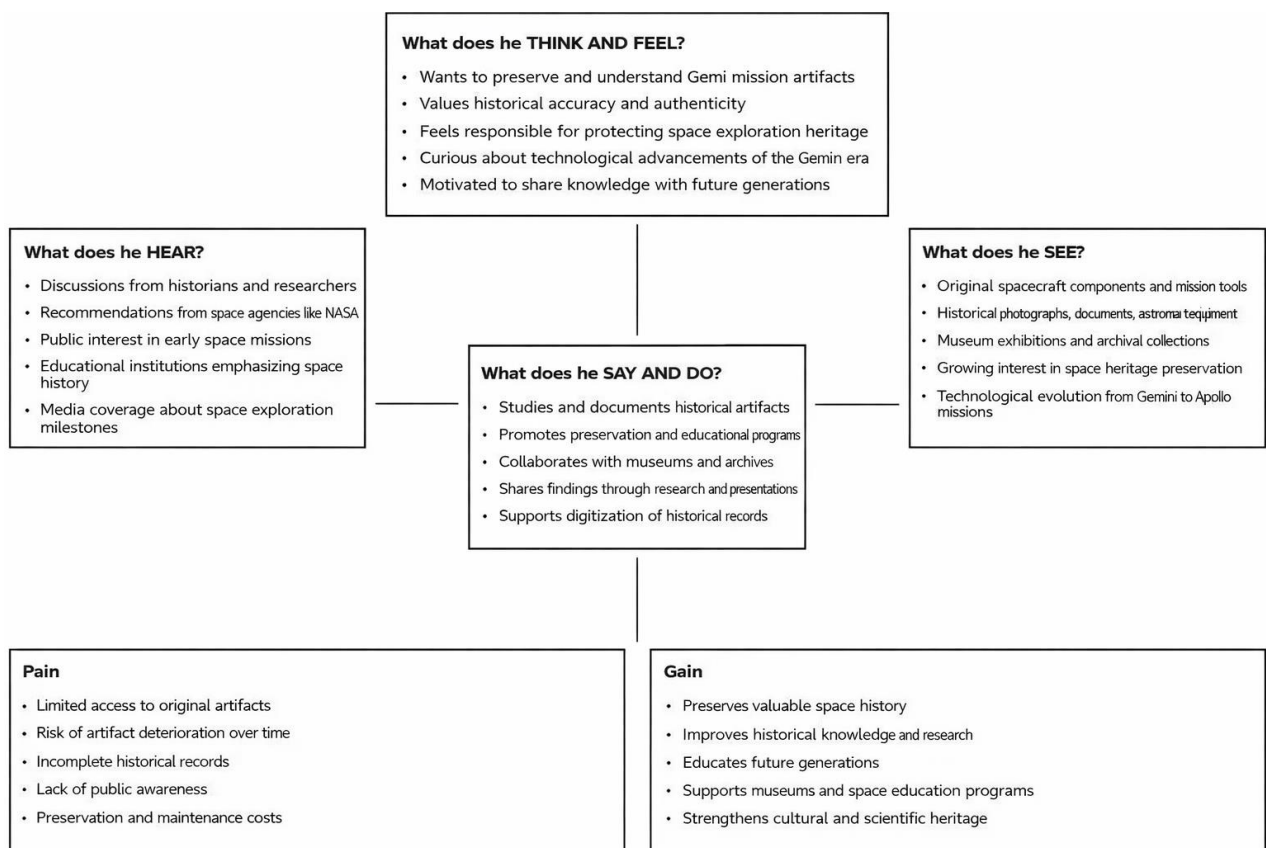 What does he THINK AND FEEL?
• Wants to preserve and understand Gemi mission artifacts
• Values historical accuracy and authenticity
• Feels responsible for protecting space exploration heritage
• Curious about technological advancements of the Gemin era
• Motivated to share knowledge with future generations
What does he HEAR?
• Discussions from historians and researchers
• Recommendations from space agencies like NASA
• Public interest in early space missions
• Educational institutions emphasizing space
history
• Media coverage about space exploration
milestones
What does he SEE?
• Original spacecraft components and mission tools
• Historical photographs, documents,
• Museum exhibitions and archival collections
• Growing interest in space heritage preservation
• Technological evolution from Gemini to Apollo
missions
What does he SAY AND DO?
• Studies and documents historical artifacts
• Promotes preservation and educational programs
• Collaborates with museums and archives
• Shares findings through research and presentations
• Supports digitization of historical records
Pain
• Limited access to original artifacts
• Risk of artifact deterioration over time
• Incomplete historical records
• Lack of public awareness
• Preservation and maintenance costs
Gain
• Preserves valuable space history
• Improves historical knowledge and research
• Educates future generations
• Supports museums and space education programs
• Strengthens cultural and scientific heritage